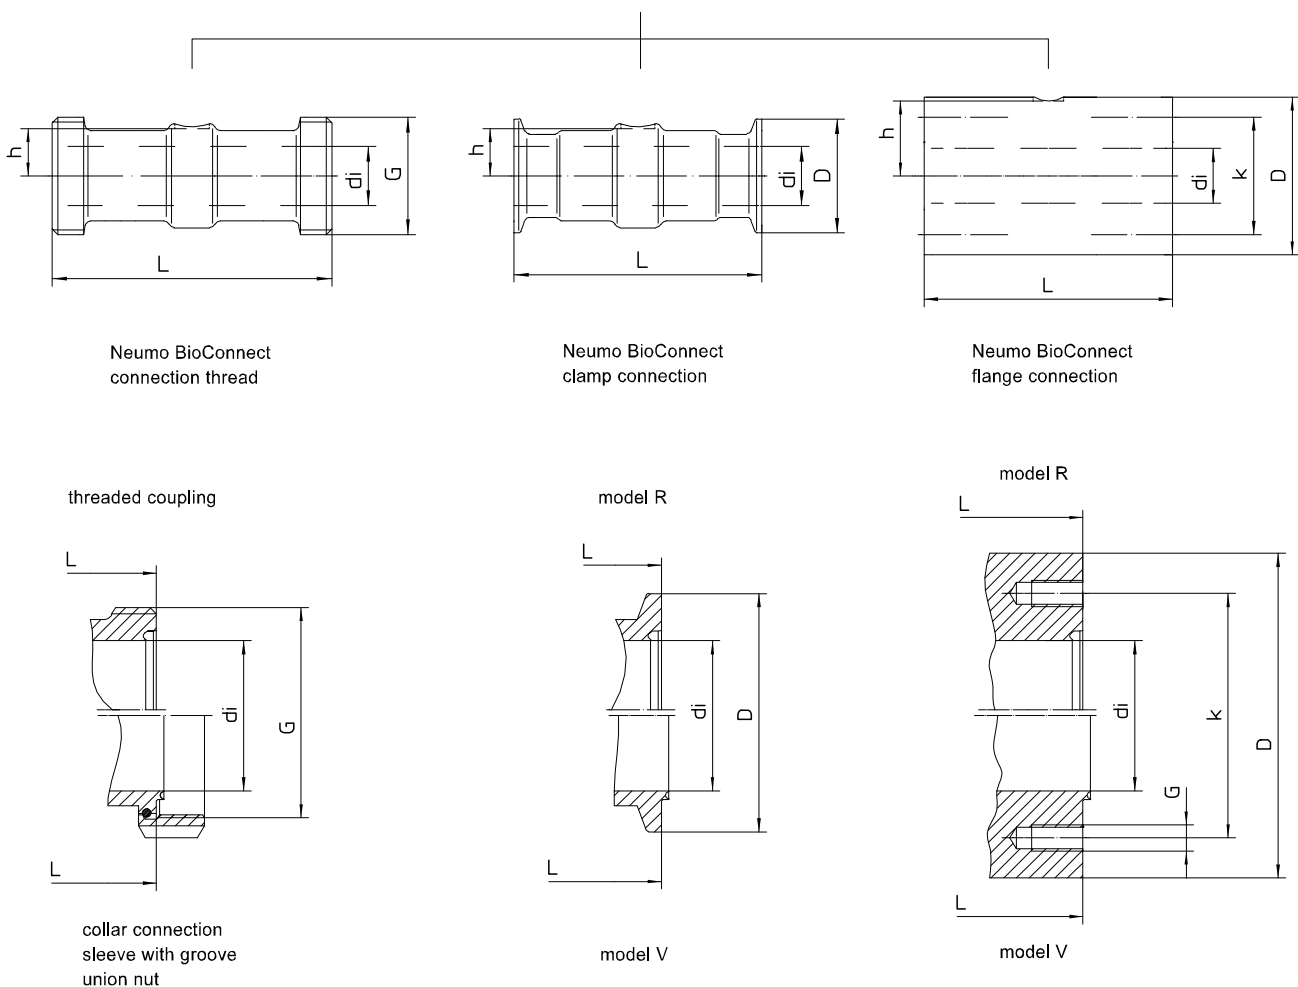 h
di
G
L
h
di
D
L
h
di
k
D
L
Neumo BioConnect
connection thread
Neumo BioConnect
clamp connection
Neumo BioConnect
flange connection
threaded coupling
model R
model R
L
di
G
L
L
di
D
L
L
di
k
D
G
L
collar connection
sleeve with groove
union nut
model V
model V